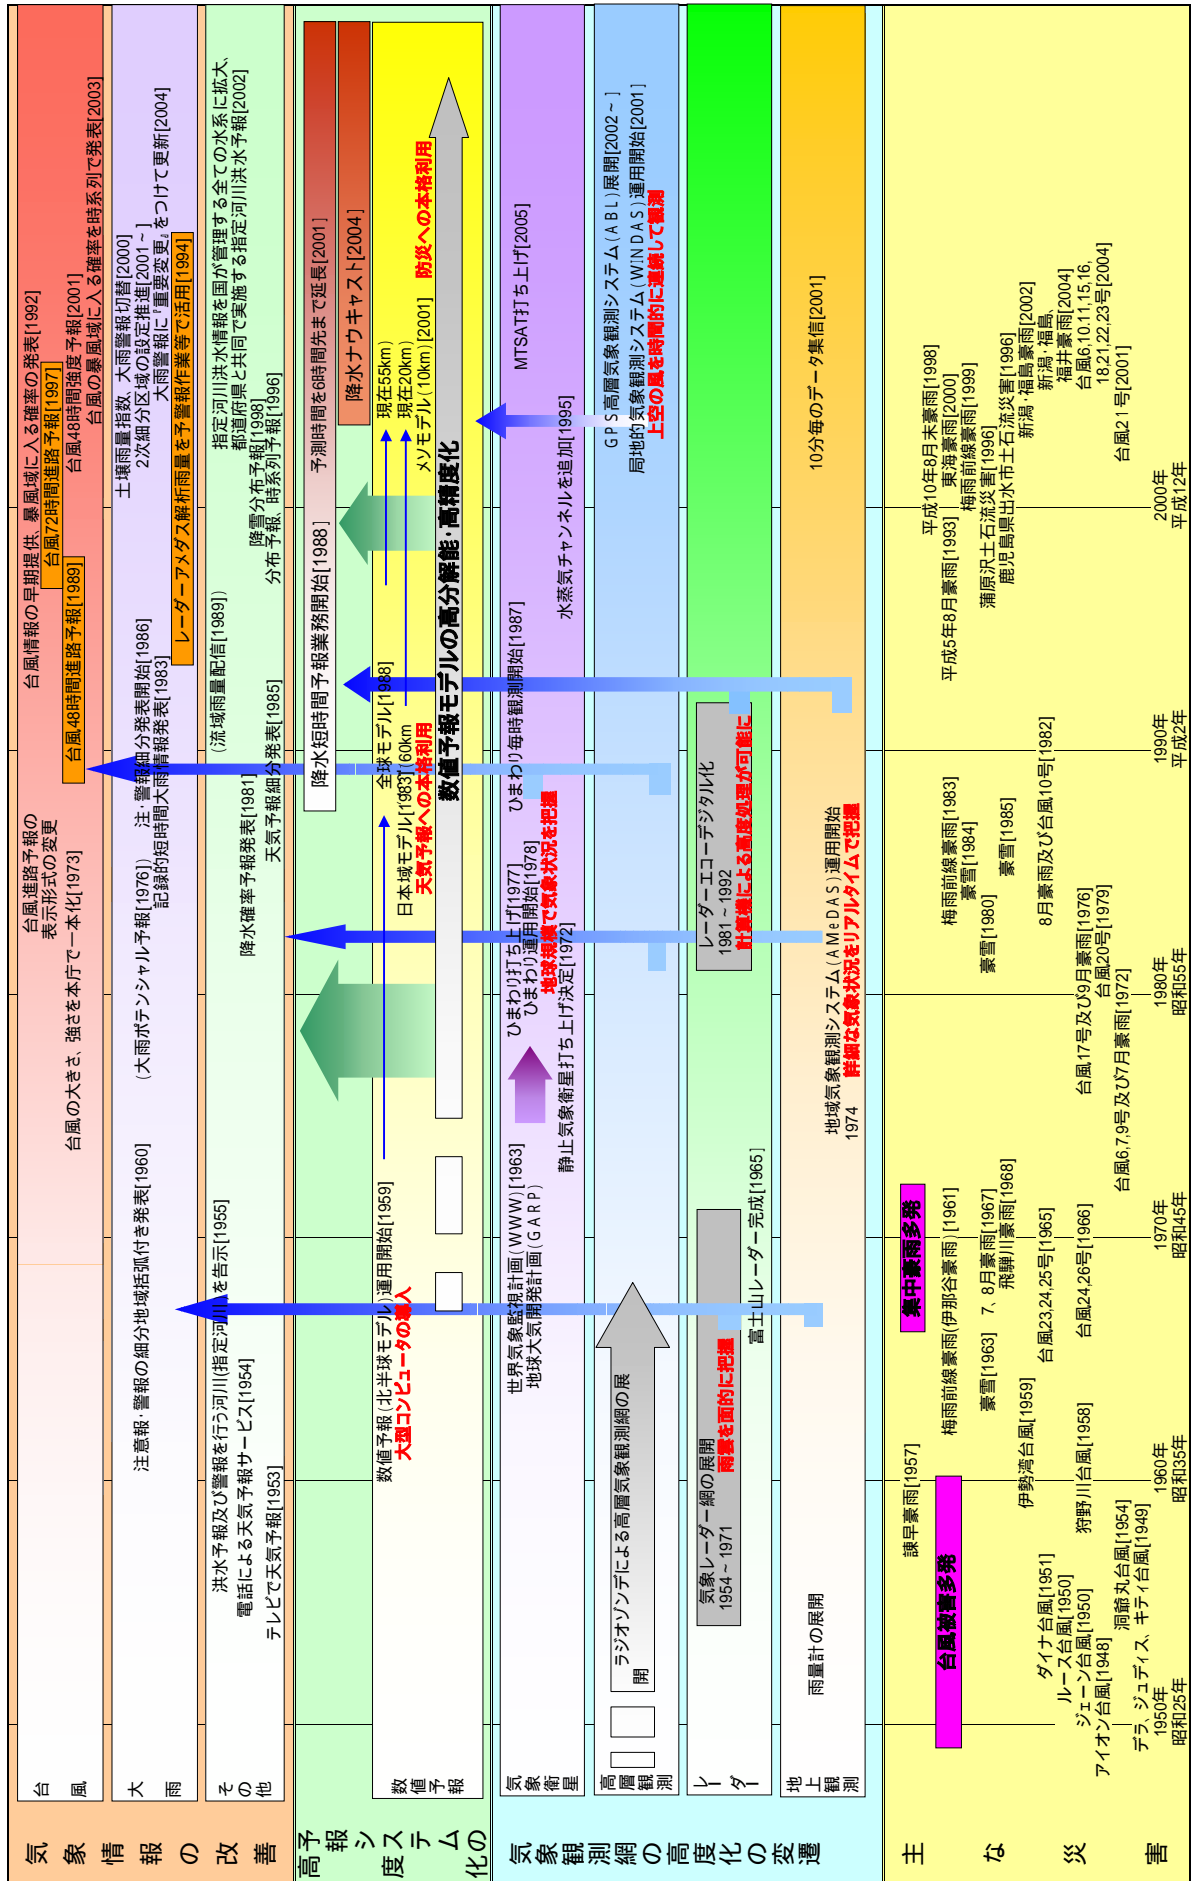 気象情報の改善
台風
台風進路予報の
表示形式の変更
台風の大きさ、強さを本庁で一本化[1973]
台風情報の早期提供、暴風域に入る確率の発表[1992]
台風72時間進路予報[1997]
台風48時間進路予報[1989]
台風48時間強度予報[2001]
台風の暴風域に入る確率を時系列で発表[2003]
大雨
注意報・警報の細分地域括弧付き発表[1960]
(大雨ポテンシャル予報[1976])
注・警報細分発表開始[1986]
記録的短時間大雨情報発表[1983]
土壌雨量指数、大雨警報切替[2000]
2次細分区域の設定推進[2001～]
大雨警報に『重要変更』をつけて更新[2004]
レーダーアメダス解析雨量を予警報作業等で活用[1994]
その他
洪水予報及び警報を行う河川(指定河川)を告示[1955]
電話による天気予報サービス[1954]
テレビで天気予報[1953]
(流域雨量配信[1989])
降水確率予報発表[1981]
天気予報細分発表[1985]
指定河川洪水情報を国が管理する全ての水系に拡大、
都道府県と共同で実施する指定河川洪水予報[2002]
降雪分布予報[1998]
分布予報、時系列予報[1996]
予報システムの
高度化
降水短時間予報業務開始[1988]
予測時間を6時間先まで延長[2001]
降水ナウキャスト[2004]
数値予報
数値予報(北半球モデル)運用開始[1959]
大型コンピュータの導入
全球モデル[1988]
現在55km
日本域モデル[1983](60km
現在20km)
天気予報への本格利用
メソモデル(10km)[2001]
防災への本格利用
数値予報モデルの高分解能・高精度化
気象観測網の高度化の変遷
気象衛星
世界気象監視計画(WWW)[1963]
地球大気開発計画(GARP)
ひまわり打ち上げ[1977]
ひまわり運用開始[1978]
地球規模で気象状況を把握
静止気象衛星打ち上げ決定[1972]
ひまわり毎時観測開始[1987]
水蒸気チャンネルを追加[1995]
MTSAT打ち上げ[2005]
高層観測
ラジオゾンデによる高層気象観測網の展
開
GPS高層気象観測システム(ABL)展開[2002～]
局地的気象観測システム(WINDAS)運用開始[2001]
上空の風を時間的に連続して観測
レーダー
気象レーダー網の展開
1954～1971
雨雲を面的に把握
富士山レーダー完成[1965]
レーダーエコーデジタル化
1981～1992
計算機による高度処理が可能に
地上観測
雨量計の展開
地域気象観測システム(AMeDAS)運用開始
詳細な気象状況をリアルタイムで把握
1974
10分毎のデータ集信[2001]
主な災害
集中豪雨多発
諫早豪雨[1957]
台風被害多発
梅雨前線豪雨(伊那谷豪雨)[1961]
梅雨前線豪雨[1983]
豪雪[1984]
平成5年8月豪雨[1993]
平成10年8月末豪雨[1998]
東海豪雨[2000]
梅雨前線豪雨[1999]
豪雪[1963]
7、8月豪雨[1967]
飛騨川豪雨[1968]
豪雪[1980]
豪雪[1985]
蒲原沢土石流災害[1996]
鹿児島県出水市土石流災害[1996]
新潟・福島豪雨[2002]
伊勢湾台風[1959]
ダイナ台風[1951]
ルース台風[1950]
ジェーン台風[1950]
アイオン台風[1948]
台風23,24,25号[1965]
8月豪雨及び台風10号[1982]
新潟・福島、
福井豪雨[2004]
狩野川台風[1958]
台風24,26号[1966]
台風17号及び9月豪雨[1976]
台風20号[1979]
台風6,10.11,15,16,
18,21,22,23号[2004]
洞爺丸台風[1954]
デラ、ジュディス、キティ台風[1949]
台風6,7,9号及び7月豪雨[1972]
台風21号[2001]
1950年
昭和25年
1960年
昭和35年
1970年
昭和45年
1980年
昭和55年
1990年
平成2年
2000年
平成12年